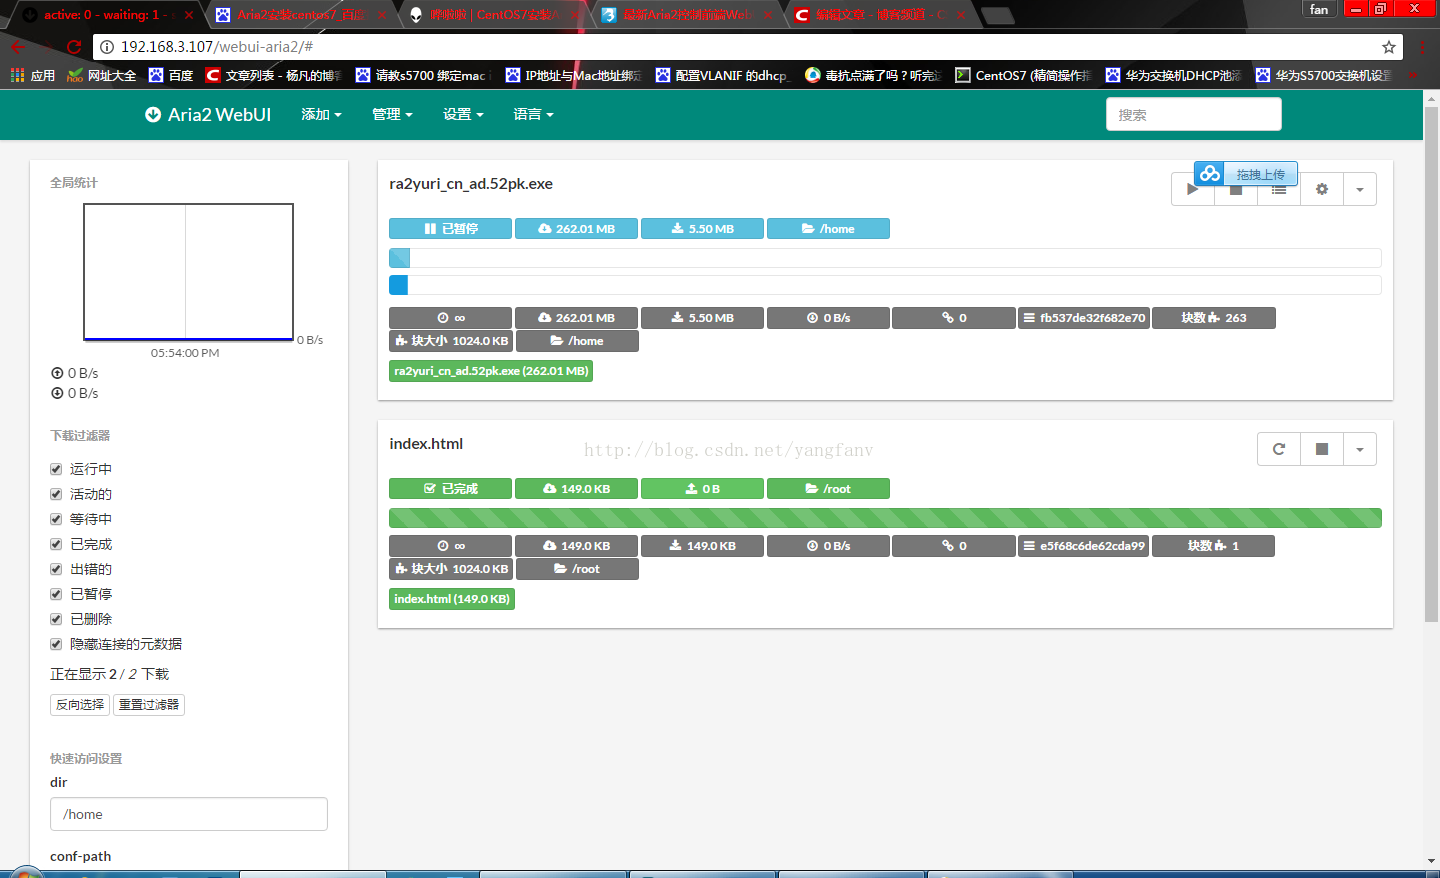 fan
active: 0 - waiting: 1 - s
Aria2安装centos7_百度
CentOS7安装A
最新Aria2控制前端Web
编辑文章 - 博客频道 - C
192.168.3.107/webui-aria2/#
应用
网址大全
百度
文章列表 - 杨凡的博客
请教s5700 绑定mac
IP地址与Mac地址绑定
配置VLANIF 的dhcp_
毒抗点满了吗？听完这
CentOS7 (精简操作指
华为交换机DHCP池添
华为S5700交换机设置
Aria2 WebUI
添加
管理
设置
语言
搜索
全局统计
0 B/s
05:54:00 PM
0 B/s
0 B/s
下载过滤器
运行中
活动的
等待中
已完成
出错的
已暂停
已删除
隐藏连接的元数据
正在显示 2 / 2 下载
反向选择 重置过滤器
快速访问设置
dir
/home
conf-path
ra2yuri_cn_ad.52pk.exe
拖拽上传
已暂停 262.01 MB 5.50 MB /home
∞ 262.01 MB 5.50 MB 0 B/s 0 fb537de32f682e70 块数 263
块大小 1024.0 KB /home
ra2yuri_cn_ad.52pk.exe (262.01 MB)
index.html
http://blog.csdn.net/yangfanv
已完成 149.0 KB 0 B /root
∞ 149.0 KB 149.0 KB 0 B/s 0 e5f68c6de62cda99 块数 1
块大小 1024.0 KB /root
index.html (149.0 KB)